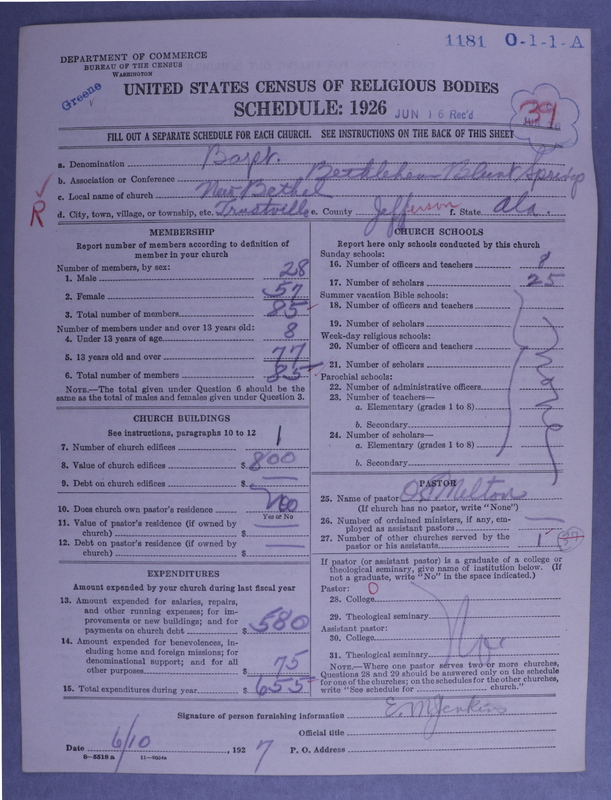 1181 O-1-1-A
DEPARTMENT OF COMMERCE
BUREAU OF THE CENSUS
WASHINGTON
Greene
UNITED STATES CENSUS OF RELIGIOUS BODIES
SCHEDULE: 1926 JUN 16 Rec'd
39
FILL OUT A SEPARATE SCHEDULE FOR EACH CHURCH. SEE INSTRUCTIONS ON THE BACK OF THIS SHEET
a. Denomination Bapt.
b. Association or Conference Bethlehem Blunt Springs
c. Local name of church New Bethel
R
d. City, town, village, or township, etc. Trustville e. County Jefferson f. State Ala
MEMBERSHIP
Report number of members according to definition of
member in your church
Number of members, by sex:
1. Male 28
2. Female 57
3. Total number of members 85
Number of members under and over 13 years old:
4. Under 13 years of age 8
5. 13 years old and over 77
6. Total number of members 85
NOTE.—The total given under Question 6 should be the
same as the total of males and females given under Question 3.
CHURCH BUILDINGS
See instructions, paragraphs 10 to 12
7. Number of church edifices 1
8. Value of church edifices $ 800
9. Debt on church edifices $ —
10. Does church own pastor's residence? no
Yes or No
11. Value of pastor's residence (if owned by
church) $ —
12. Debt on pastor's residence (if owned by
church) $ —
EXPENDITURES
Amount expended by your church during last fiscal year
13. Amount expended for salaries, repairs,
and other running expenses; for im-
provements or new buildings; and for
payments on church debt $ 580
14. Amount expended for benevolences, in-
cluding home and foreign missions; for
denominational support; and for all
other purposes $ 75
15. Total expenditures during year $ 655
CHURCH SCHOOLS
Report here only schools conducted by this church
Sunday schools:
16. Number of officers and teachers 8
17. Number of scholars 25
Summer vacation Bible schools:
18. Number of officers and teachers
19. Number of scholars
Week-day religious schools:
20. Number of officers and teachers
21. Number of scholars
Parochial schools:
22. Number of administrative officers
23. Number of teachers—
a. Elementary (grades 1 to 8)
b. Secondary
24. Number of scholars—
a. Elementary (grades 1 to 8)
b. Secondary
none
PASTOR
25. Name of pastor O S Melton
(If church has no pastor, write "None")
26. Number of ordained ministers, if any, em-
ployed as assistant pastors —
27. Number of other churches served by the
pastor or his assistants 1
If pastor (or assistant pastor) is a graduate of a college or
theological seminary, give name of institution below. (If
not a graduate, write "No" in the space indicated.)
Pastor: O
28. College
29. Theological seminary
Assistant pastor:
30. College
31. Theological seminary
NOTE.—Where one pastor serves two or more churches,
Questions 28 and 29 should be answered only on the schedule
for one of the churches; on the schedules for the other churches,
write "See schedule for church."
Signature of person furnishing information E. M Jenkins
Official title
Date 6/10, 1927 P. O. Address